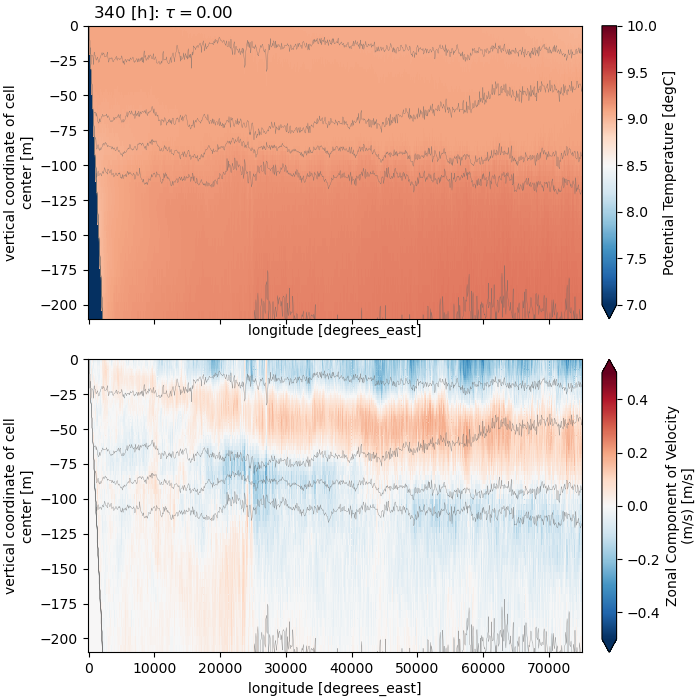 340 [h]: τ = 0.00
0
−25
−50
−75
−100
−125
−150
−175
−200
vertical coordinate of cell
center [m]
longitude [degrees_east]
10.0
9.5
9.0
8.5
8.0
7.5
7.0
Potential Temperature [degC]
0
−25
−50
−75
−100
−125
−150
−175
−200
vertical coordinate of cell
center [m]
0 10000 20000 30000 40000 50000 60000 70000
longitude [degrees_east]
0.4
0.2
0.0
−0.2
−0.4
Zonal Component of Velocity
(m/s) [m/s]